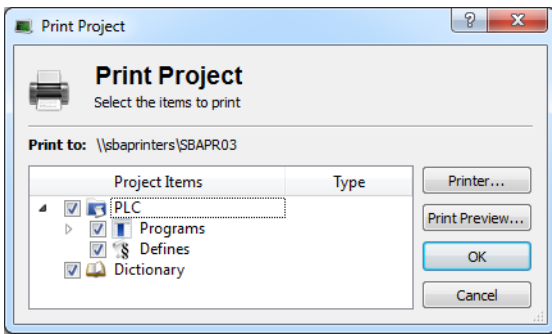 Print Project
Print Project
Select the items to print
Print to: \\sbaprinters\SBAPR03
Project Items Type
Printer...
PLC
Print Preview...
Programs
Defines
OK
Dictionary
Cancel